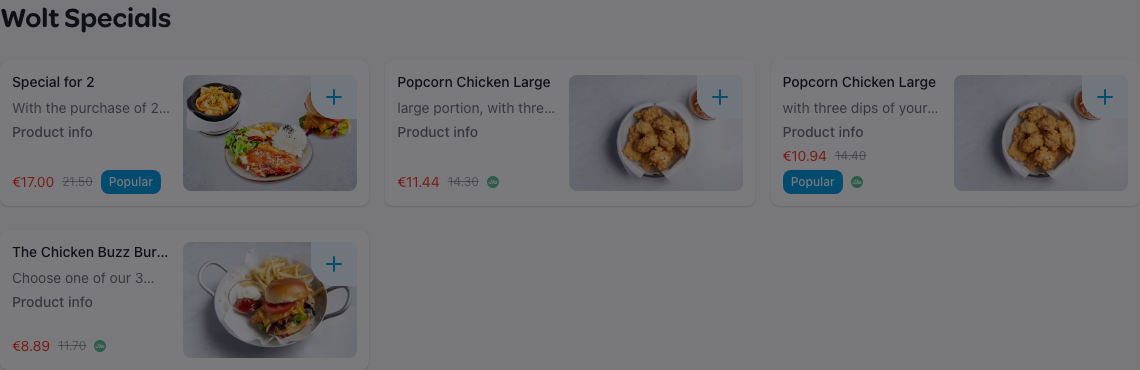 Wolt Specials
Special for 2
With the purchase of 2...
Product info
€17.00 21.50 Popular
Popcorn Chicken Large
large portion, with thre...
Product info
€11.44 14.30
Popcorn Chicken Large
with three dips of your...
Product info
€10.94 14.40
Popular
The Chicken Buzz Bur...
Choose one of our 3...
Product info
€8.89 11.70